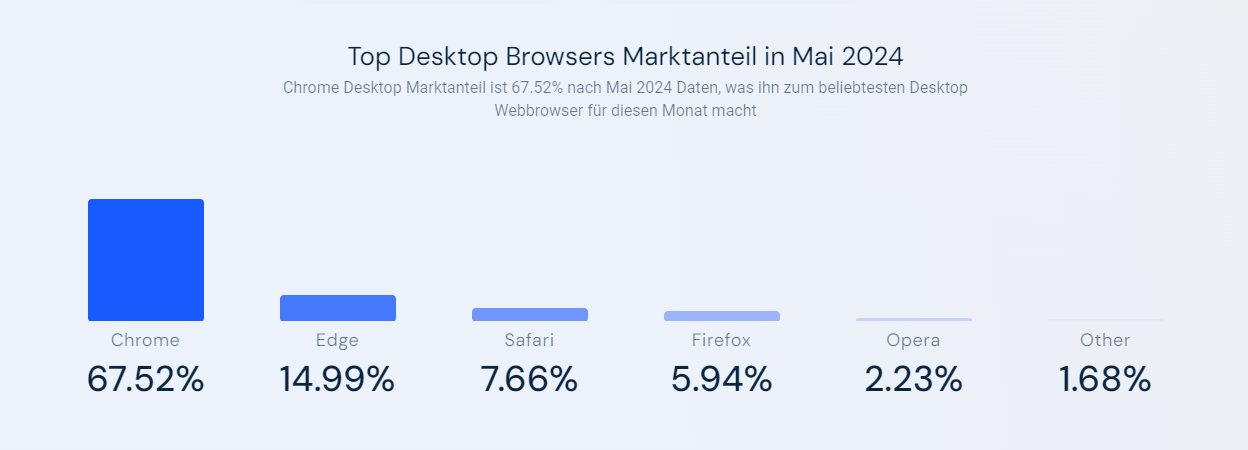 Top Desktop Browsers Marktanteil in Mai 2024
Chrome Desktop Marktanteil ist 67.52% nach Mai 2024 Daten, was ihn zum beliebtesten Desktop
Webbrowser für diesen Monat macht
Chrome Edge Safari Firefox Opera Other
67.52% 14.99% 7.66% 5.94% 2.23% 1.68%